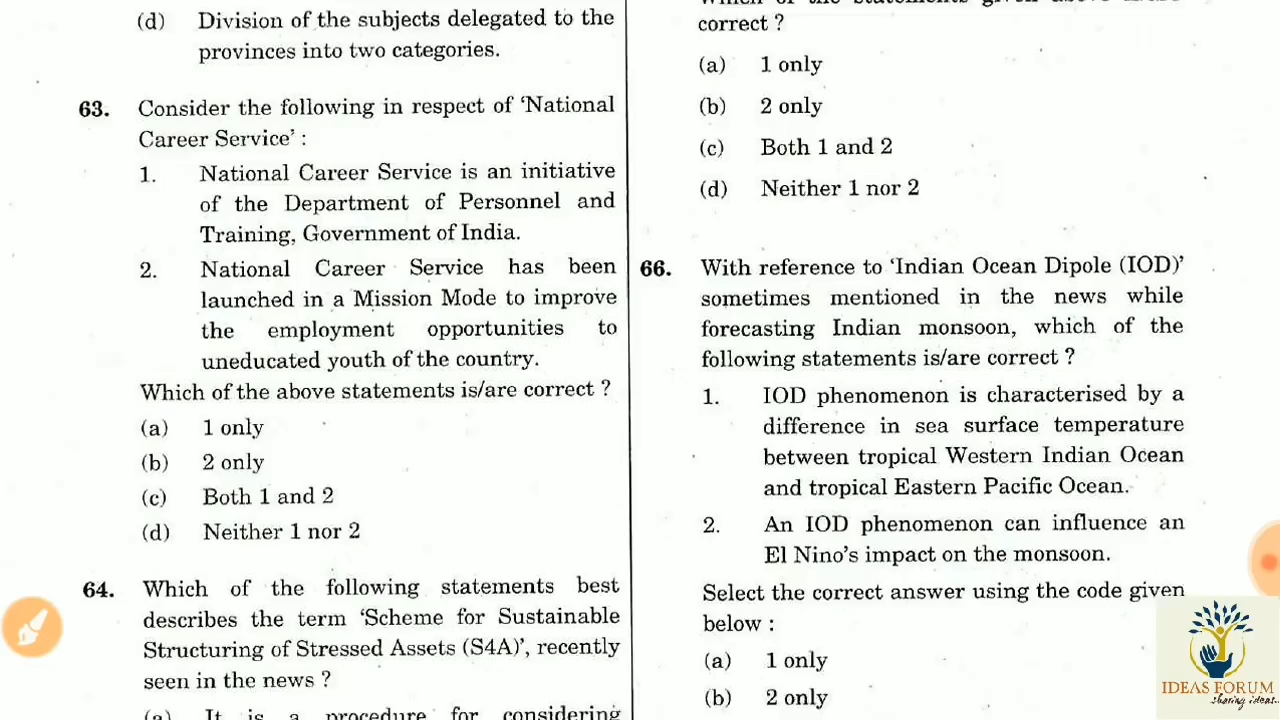 (d) Division of the subjects delegated to the
provinces into two categories.
63. Consider the following in respect of ‘National
Career Service’ :
1. National Career Service is an initiative
of the Department of Personnel and
Training, Government of India.
2. National Career Service has been
launched in a Mission Mode to improve
the employment opportunities to
uneducated youth of the country.
Which of the above statements is/are correct ?
(a) 1 only
(b) 2 only
(c) Both 1 and 2
(d) Neither 1 nor 2
64. Which of the following statements best
describes the term ‘Scheme for Sustainable
Structuring of Stressed Assets (S4A)’, recently
seen in the news ?
(a) It is a procedure for considering
correct ?
(a) 1 only
(b) 2 only
(c) Both 1 and 2
(d) Neither 1 nor 2
66. With reference to ‘Indian Ocean Dipole (IOD)’
sometimes mentioned in the news while
forecasting Indian monsoon, which of the
following statements is/are correct ?
1. IOD phenomenon is characterised by a
difference in sea surface temperature
between tropical Western Indian Ocean
and tropical Eastern Pacific Ocean.
2. An IOD phenomenon can influence an
El Nino’s impact on the monsoon.
Select the correct answer using the code given
below :
(a) 1 only
(b) 2 only
IDEAS FORUM
sharing ideas..